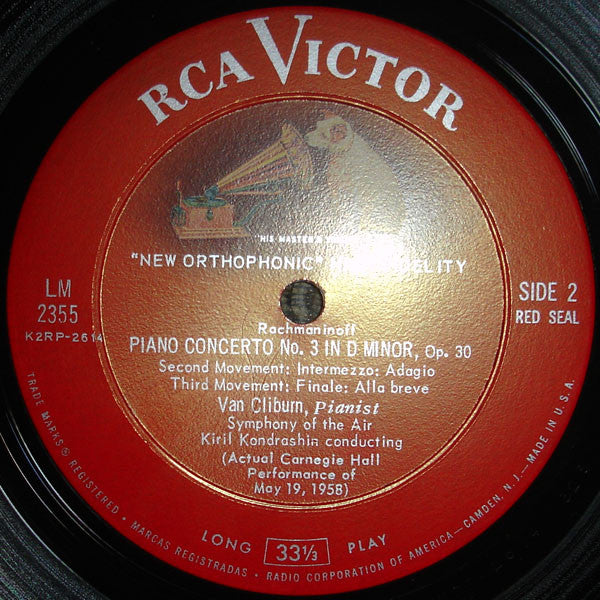 RCA VICTOR
"HIS MASTER'S
"NEW ORTHOPHONIC"
LM
2355
K2RP-2614
SIDE 2
RED SEAL
Rachmaninoff
PIANO CONCERTO No. 3 IN D MINOR, Op. 30
Second Movement: Intermezzo: Adagio
Third Movement: Finale: Alla breve
Van Cliburn, Pianist
Symphony of the Air
Kiril Kondrashin conducting
(Actual Carnegie Hall
Performance of
May 19, 1958)
LONG 33⅓ PLAY
TRADE MARKS ® REGISTERED • MARCAS REGISTRADAS • RADIO CORPORATION OF AMERICA—CAMDEN, N.J.—MADE IN U.S.A.